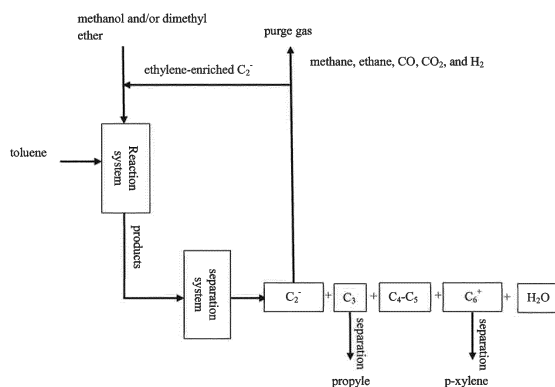 methanol and/or dimethyl
ether
purge gas
methane, ethane, CO, CO₂, and H₂
ethylene-enriched C₂⁻
toluene
Reaction
system
products
separation
system
C₂⁻ + C₃ + C₄-C₅ + C₆⁺ + H₂O
separation
separation
propyle
p-xylene